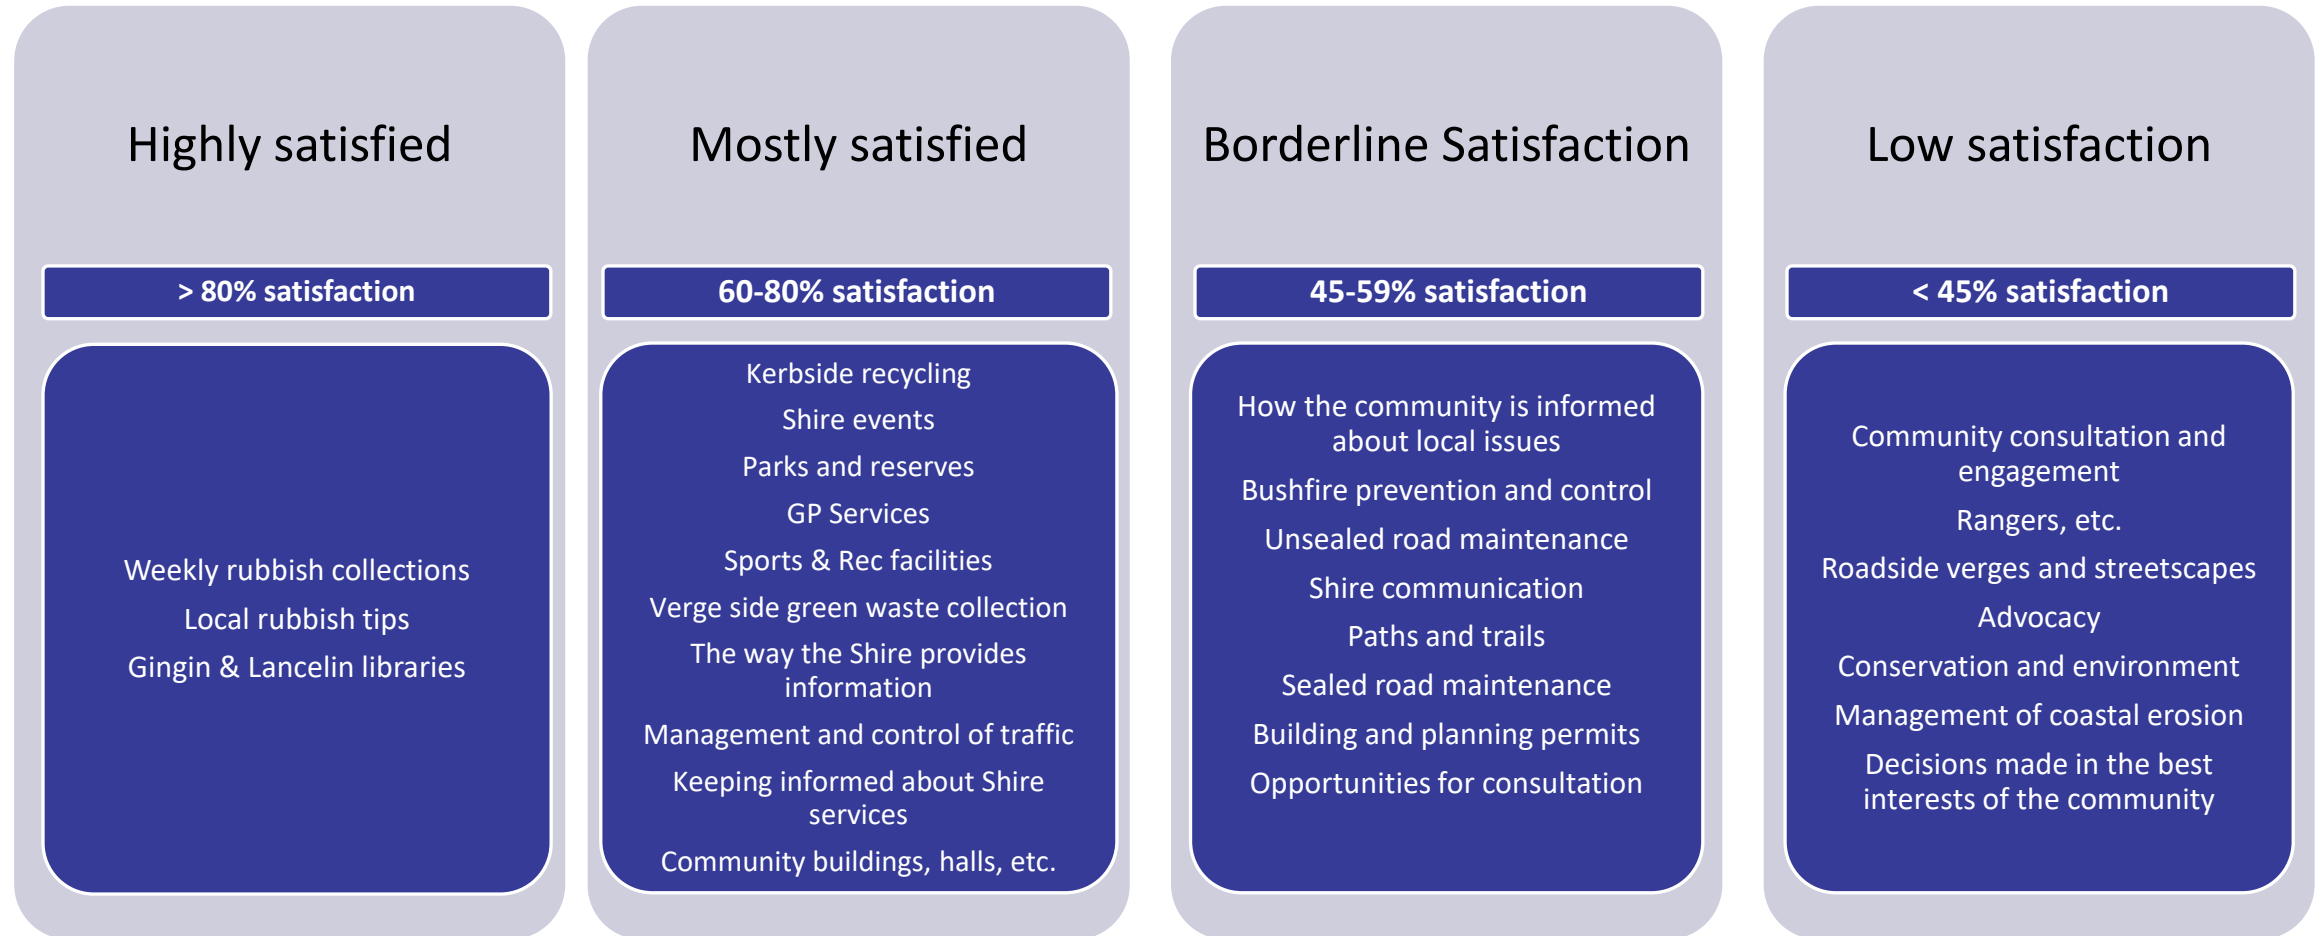 Highly satisfied
> 80% satisfaction
Weekly rubbish collections
Local rubbish tips
Gingin & Lancelin libraries
Mostly satisfied
60-80% satisfaction
Kerbside recycling
Shire events
Parks and reserves
GP Services
Sports & Rec facilities
Verge side green waste collection
The way the Shire provides
information
Management and control of traffic
Keeping informed about Shire
services
Community buildings, halls, etc.
Borderline Satisfaction
45-59% satisfaction
How the community is informed
about local issues
Bushfire prevention and control
Unsealed road maintenance
Shire communication
Paths and trails
Sealed road maintenance
Building and planning permits
Opportunities for consultation
Low satisfaction
< 45% satisfaction
Community consultation and
engagement
Rangers, etc.
Roadside verges and streetscapes
Advocacy
Conservation and environment
Management of coastal erosion
Decisions made in the best
interests of the community